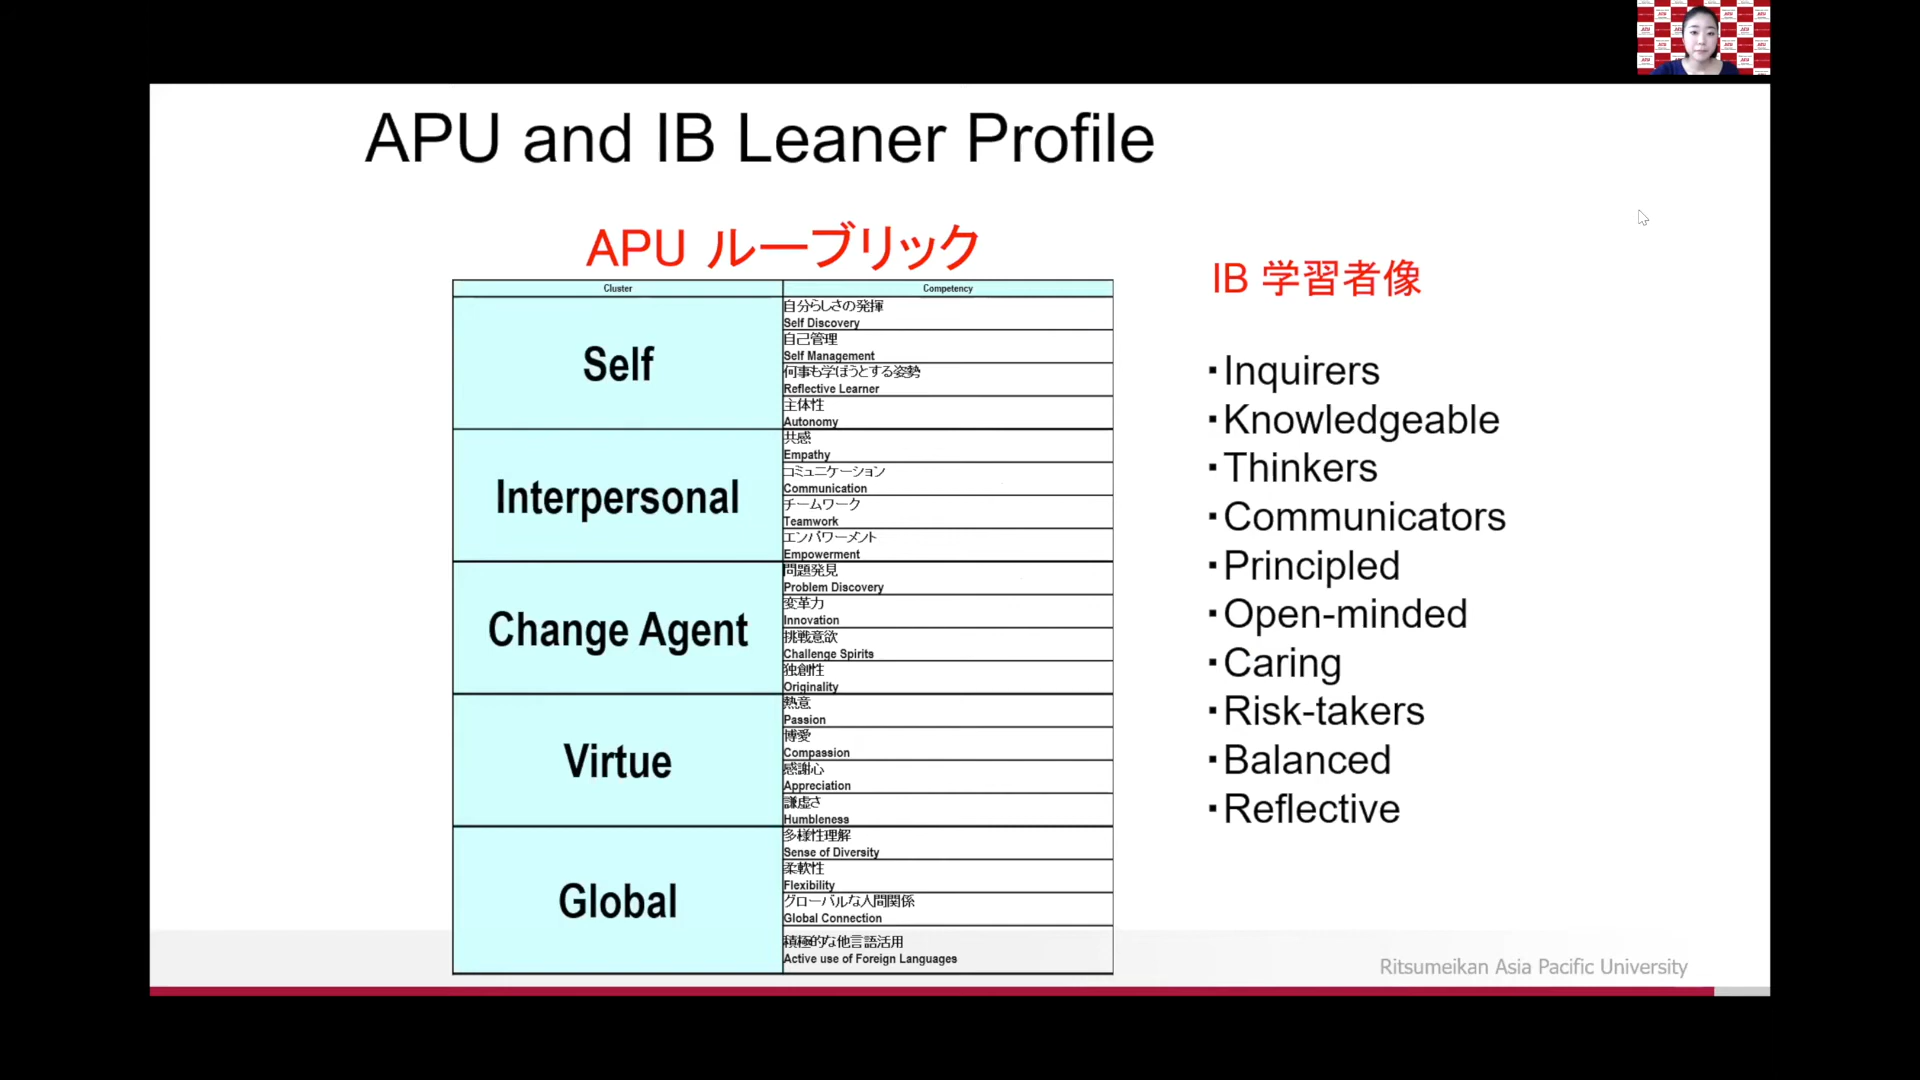 APU and IB Leaner Profile
APU ルーブリック
Cluster
Competency
Self
自分らしさの発揮
Self Discovery
自己管理
Self Management
何事も学ぼうとする姿勢
Reflective Learner
主体性
Autonomy
Interpersonal
共感
Empathy
コミュニケーション
Communication
チームワーク
Teamwork
エンパワーメント
Empowerment
Change Agent
問題発見
Problem Discovery
変革力
Innovation
挑戦意欲
Challenge Spirits
独創性
Originality
Virtue
熱意
Passion
博愛
Compassion
感謝心
Appreciation
謙虚さ
Humbleness
Global
多様性理解
Sense of Diversity
柔軟性
Flexibility
グローバルな人間関係
Global Connection
積極的な他言語活用
Active use of Foreign Languages
IB 学習者像
・Inquirers
・Knowledgeable
・Thinkers
・Communicators
・Principled
・Open-minded
・Caring
・Risk-takers
・Balanced
・Reflective
Ritsumeikan Asia Pacific University